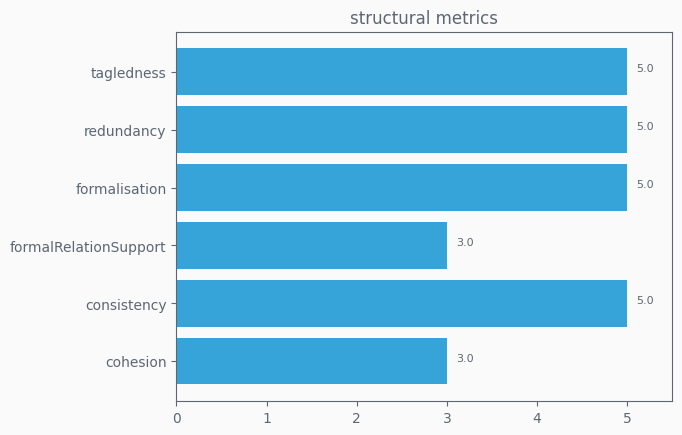 structural metrics
tagledness 5.0
redundancy 5.0
formalisation 5.0
formalRelationSupport 3.0
consistency 5.0
cohesion 3.0
0 1 2 3 4 5